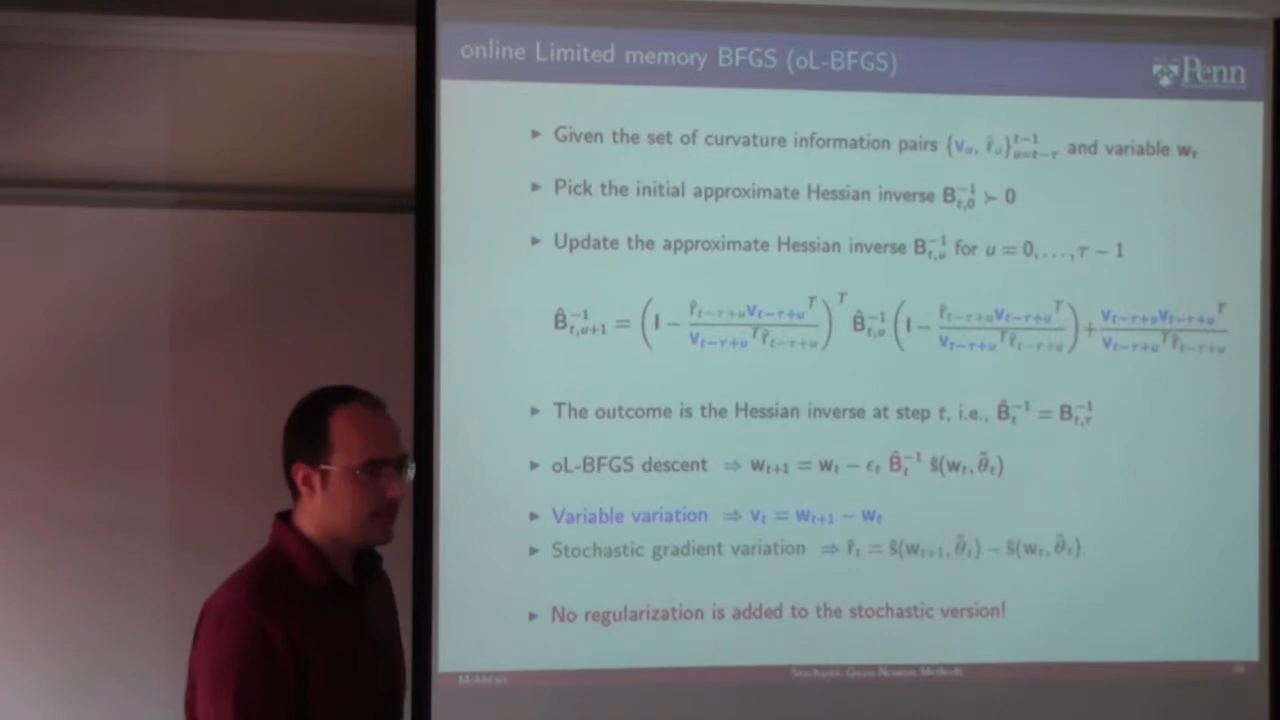 online Limited memory BFGS (oL-BFGS)
Penn
▸ Given the set of curvature information pairs {v_u, r̂_u}_{u=t−τ}^{t−1} and variable w_t
▸ Pick the initial approximate Hessian inverse B_{t,0}^{−1} ≻ 0
▸ Update the approximate Hessian inverse B_{t,u}^{−1} for u = 0, . . . , τ − 1
B̂_{t,u+1}^{−1} = (I − r̂_{t−τ+u}v_{t−τ+u}^T / v_{t−τ+u}^T r̂_{t−τ+u})^T B̂_{t,u}^{−1} (I − r̂_{t−τ+u}v_{t−τ+u}^T / v_{t−τ+u}^T r̂_{t−τ+u}) + v_{t−τ+u}v_{t−τ+u}^T / v_{t−τ+u}^T r̂_{t−τ+u}
▸ The outcome is the Hessian inverse at step t, i.e., B̂_t^{−1} = B_{t,τ}^{−1}
▸ oL-BFGS descent ⇒ w_{t+1} = w_t − ϵ_t B̂_t^{−1} ŝ(w_t, θ̃_t)
▸ Variable variation ⇒ v_t = w_{t+1} − w_t
▸ Stochastic gradient variation ⇒ r̂_t = ŝ(w_{t+1}, θ̃_t) − ŝ(w_t, θ̃_t)
▸ No regularization is added to the stochastic version!
Stochastic Quasi-Newton Methods